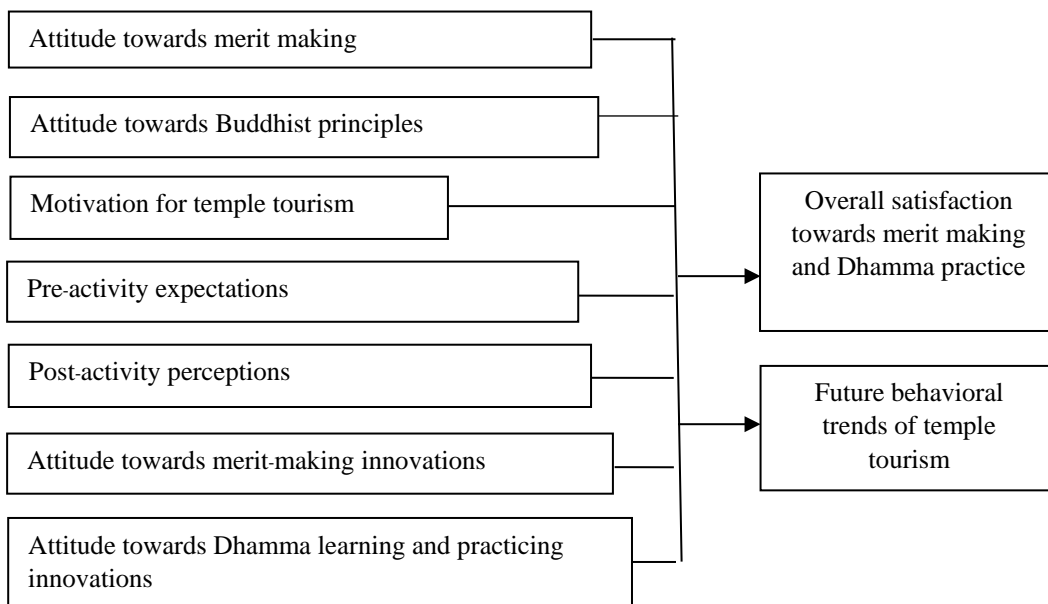 Attitude towards merit making
Attitude towards Buddhist principles
Motivation for temple tourism
Pre-activity expectations
Post-activity perceptions
Attitude towards merit-making innovations
Attitude towards Dhamma learning and practicing
innovations
Overall satisfaction
towards merit making
and Dhamma practice
Future behavioral
trends of temple
tourism